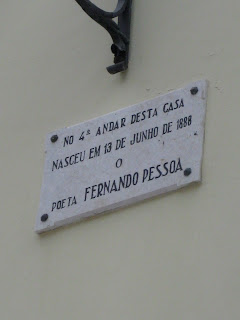 NO 4º ANDAR DESTA CASA
NASCEU EM 13 DE JUNHO DE 1888
O
POETA FERNANDO PESSOA